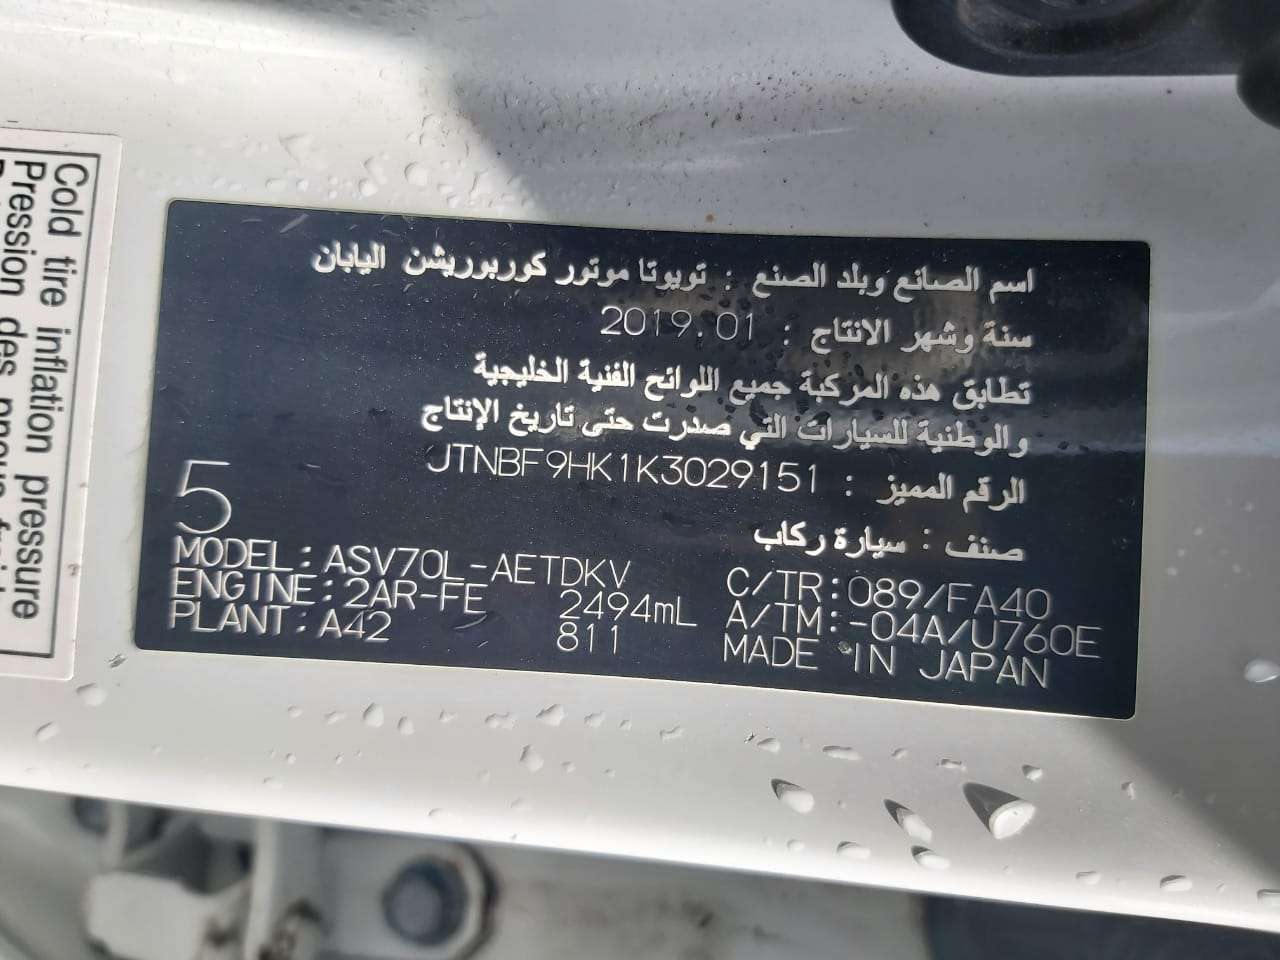 Cold tire inflation pressure
اسم الصانع وبلد الصنع : تويوتا موتور كوربوريشن اليابان
سنة وشهر الانتاج : 2019.01
تطابق هذه المركبة جميع اللوائح الفنية الخليجية
والوطنية للسيارات التي صدرت حتى تاريخ الإنتاج
الرقم المميز : JTNBF9HK1K3029151
صنف : سيارة ركاب
5
MODEL:ASV70L-AETDKV C/TR:089/FA40
ENGINE:2AR-FE 2494mL A/TM:-04A/U760E
PLANT:A42 811 MADE IN JAPAN
Pression des pneus